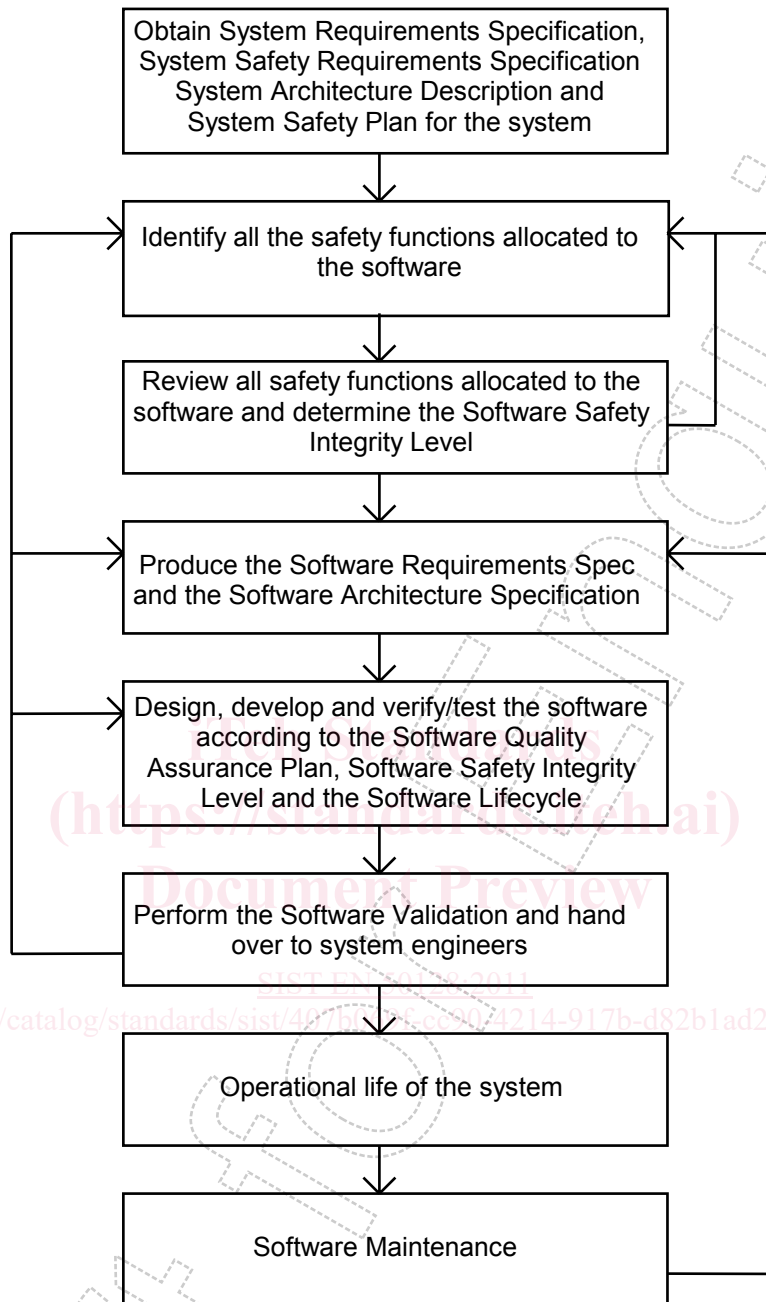 Obtain System Requirements Specification,
System Safety Requirements Specification
System Architecture Description and
System Safety Plan for the system
Identify all the safety functions allocated to
the software
Review all safety functions allocated to the
software and determine the Software Safety
Integrity Level
Produce the Software Requirements Spec
and the Software Architecture Specification
Design, develop and verify/test the software
according to the Software Quality
Assurance Plan, Software Safety Integrity
Level and the Software Lifecycle
iTeh Standards
(https://standards.iteh.ai)
Document Preview
Perform the Software Validation and hand
over to system engineers
SIST EN 50128:2011
/catalog/standards/sist/
Operational life of the system
Software Maintenance